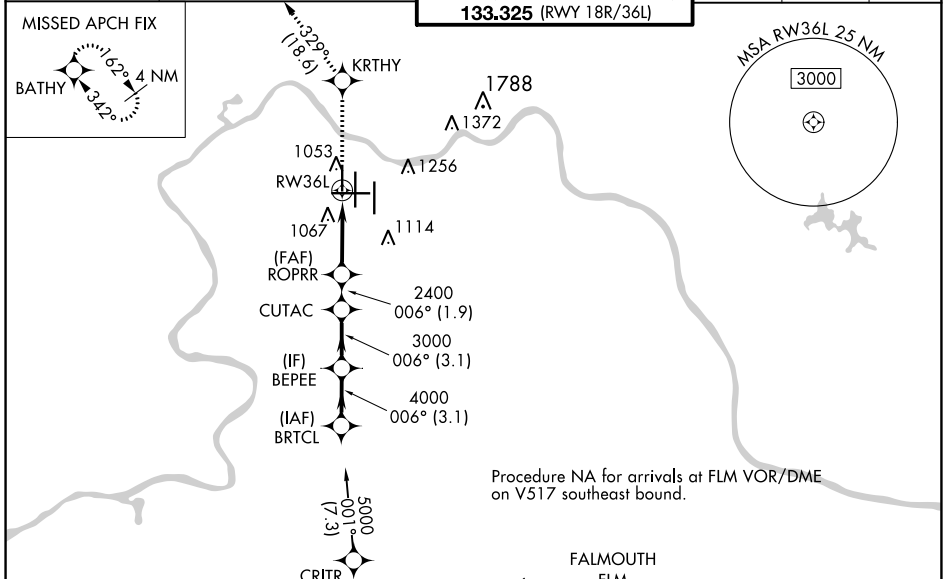 133.325 (RWY 18R/36L)
MISSED APCH FIX
BATHY
162°
4 NM
342°
329°
(18.6)
KRTHY
1788
1372
1053
1256
RW36L
1067
1114
MSA RW36L 25 NM
3000
(FAF)
ROPRR
2400
006° (1.9)
CUTAC
3000
006° (3.1)
(IF)
BEPEE
4000
006° (3.1)
(IAF)
BRTCL
5000
001°
(7.3)
CRITR
Procedure NA for arrivals at FLM VOR/DME
on V517 southeast bound.
FALMOUTH
FLM